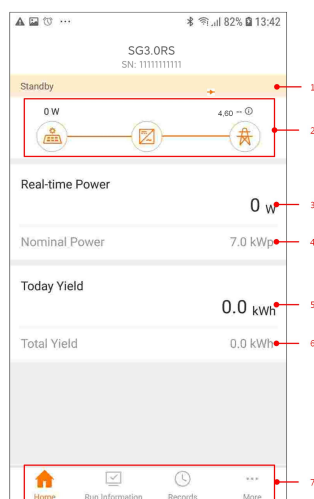 82% 13:42
SG3.0RS
SN: 11111111111
Standby
1
0 W
4,60 --
2
Real-time Power
0 W
3
Nominal Power
7.0 kWp
4
Today Yield
0.0 kWh
5
Total Yield
0.0 kWh
6
Home Run Information Records More
7